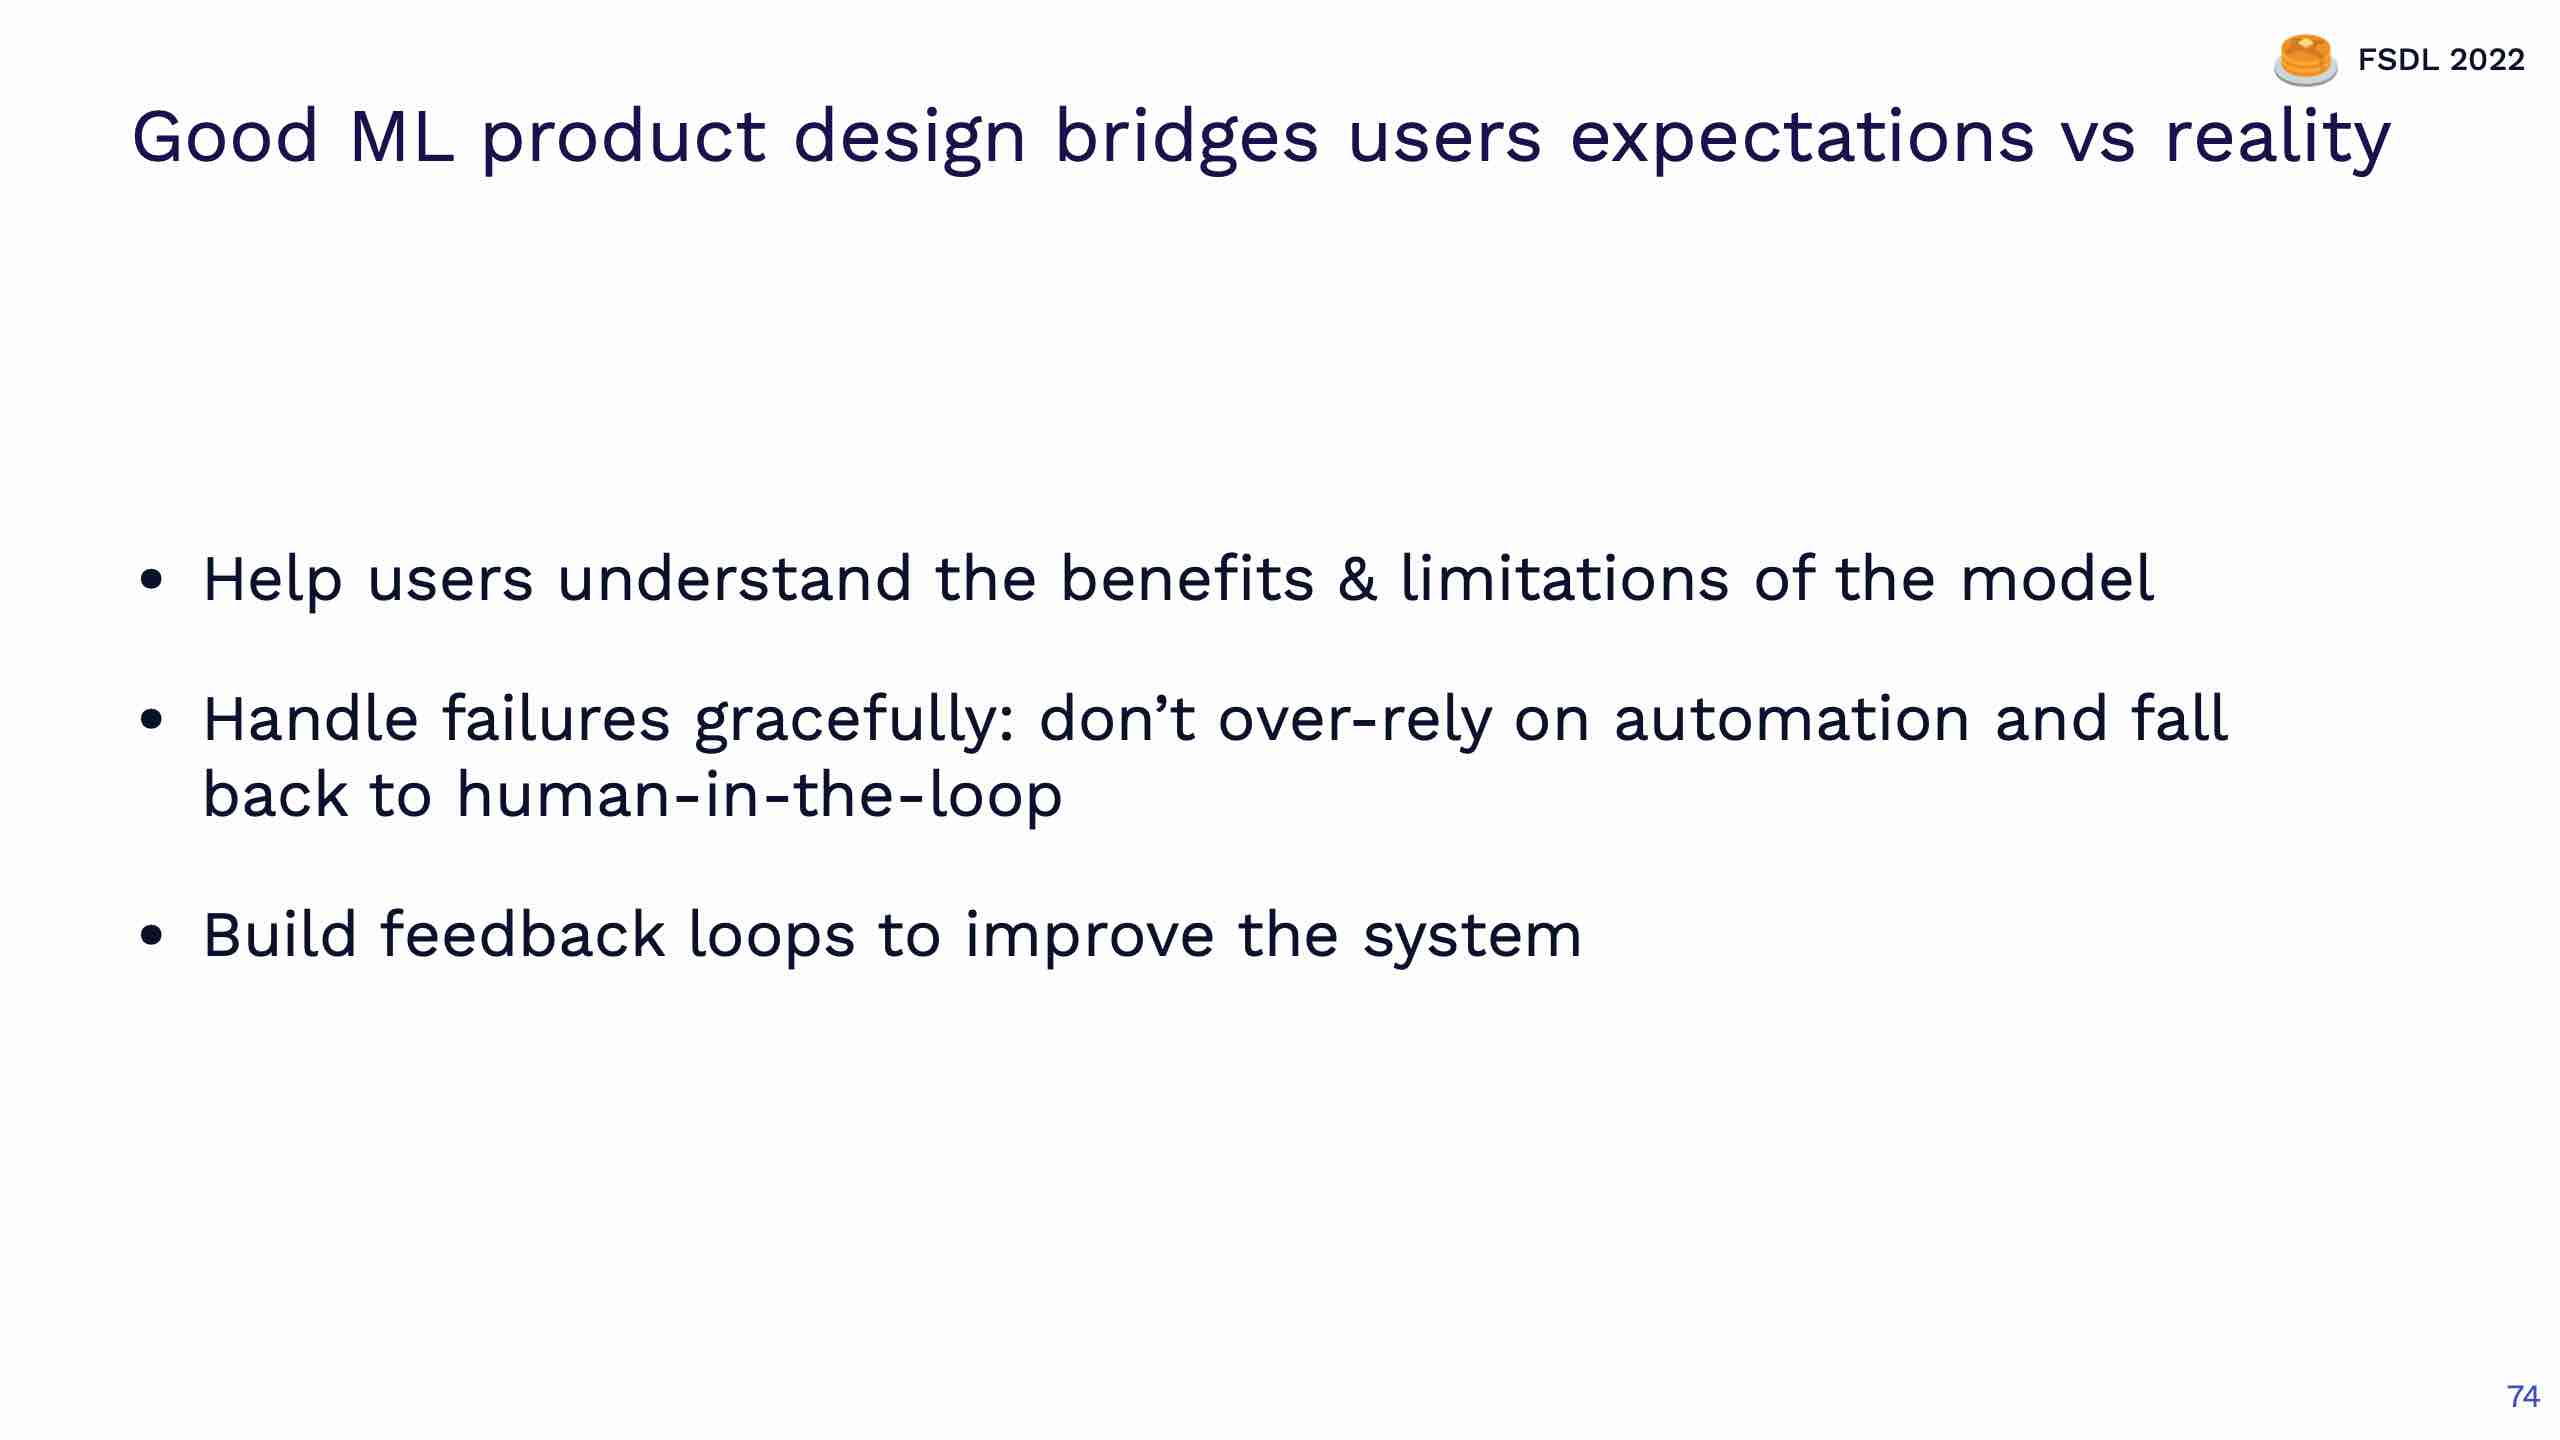 FSDL 2022
Good ML product design bridges users expectations vs reality
• Help users understand the benefits & limitations of the model
• Handle failures gracefully: don’t over-rely on automation and fall
back to human-in-the-loop
• Build feedback loops to improve the system
74